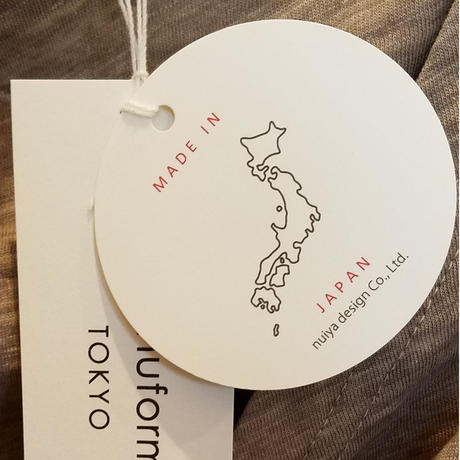 MADE IN
JAPAN
nuiya design Co., Ltd.
TOKYO